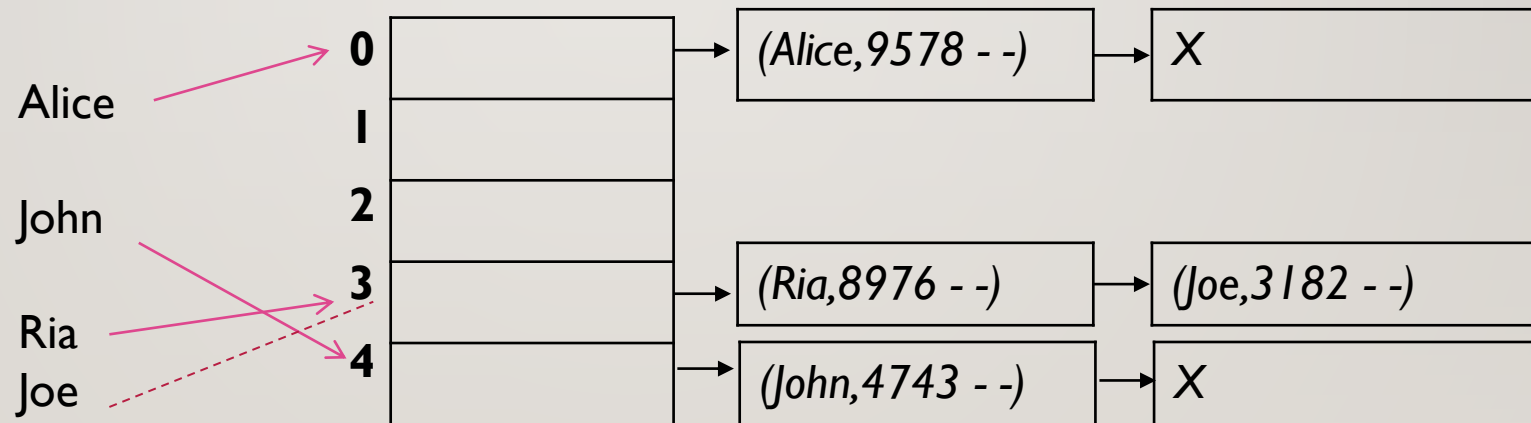 0 (Alice,9578 - -) X
Alice
1
John
2
3 (Ria,8976 - -) (Joe,3182 - -)
Ria
4 (John,4743 - -) X
Joe